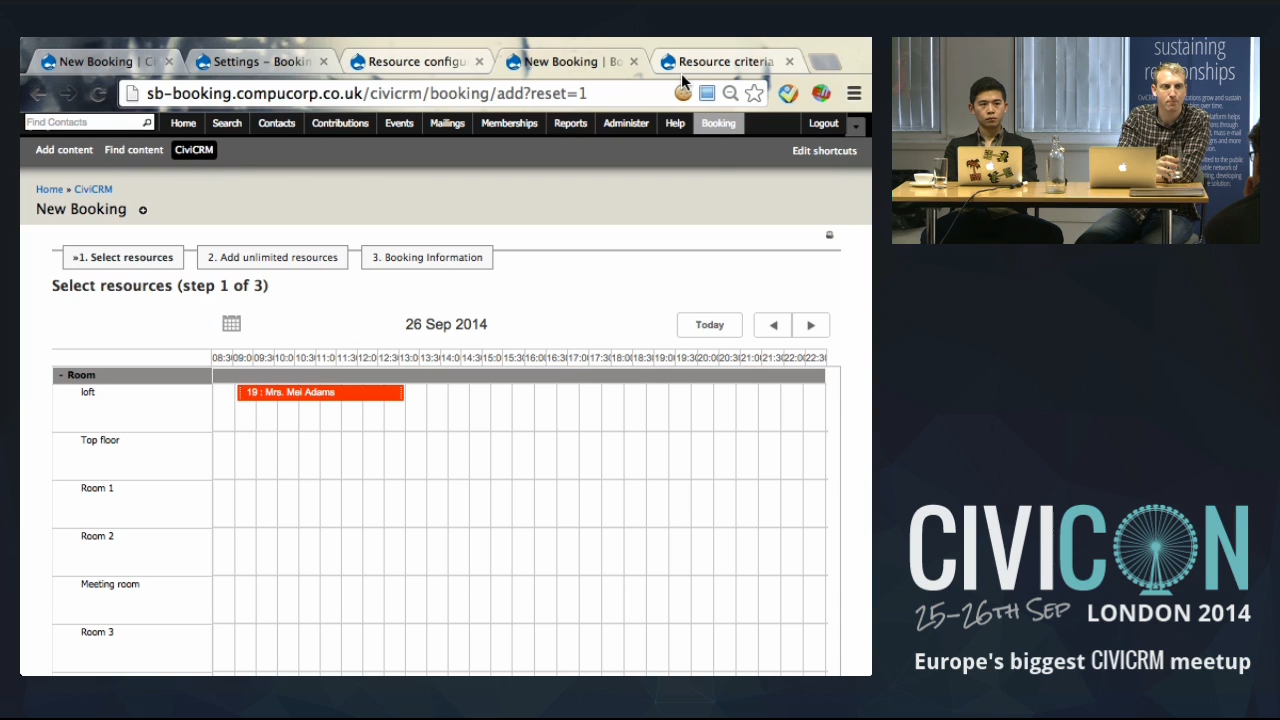 New Booking | Ci
Settings – Bookin
Resource configu
New Booking | Bo
Resource criteria
sb-booking.compucorp.co.uk/civicrm/booking/add?reset=1
Find Contacts
Home
Search
Contacts
Contributions
Events
Mailings
Memberships
Reports
Administer
Help
Booking
Logout
Add content
Find content
CiviCRM
Edit shortcuts
Home » CiviCRM
New Booking
»1. Select resources
2. Add unlimited resources
3. Booking Information
Select resources (step 1 of 3)
26 Sep 2014
Today
- Room
loft
19 : Mrs. Mei Adams
Top floor
Room 1
Room 2
Meeting room
Room 3
sustaining
CIVICON
25-26TH SEP LONDON 2014
Europe's biggest CIVICRM meetup